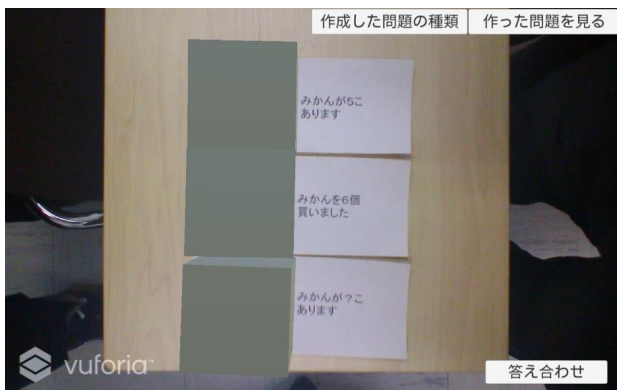 作成した問題の種類
作った問題を見る
みかんが5こ
あります
みかんを6個
買いました
みかんが?こ
あります
vuforia™
答え合わせ